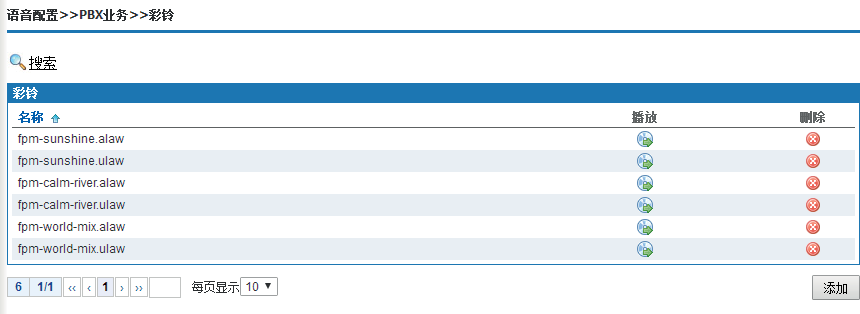 语音配置>>PBX业务>>彩铃
搜索
彩铃
名称 播放 删除
fpm-sunshine.alaw
fpm-sunshine.ulaw
fpm-calm-river.alaw
fpm-calm-river.ulaw
fpm-world-mix.alaw
fpm-world-mix.ulaw
6 1/1 ‹‹ ‹ 1 › ›› 每页显示 10 添加